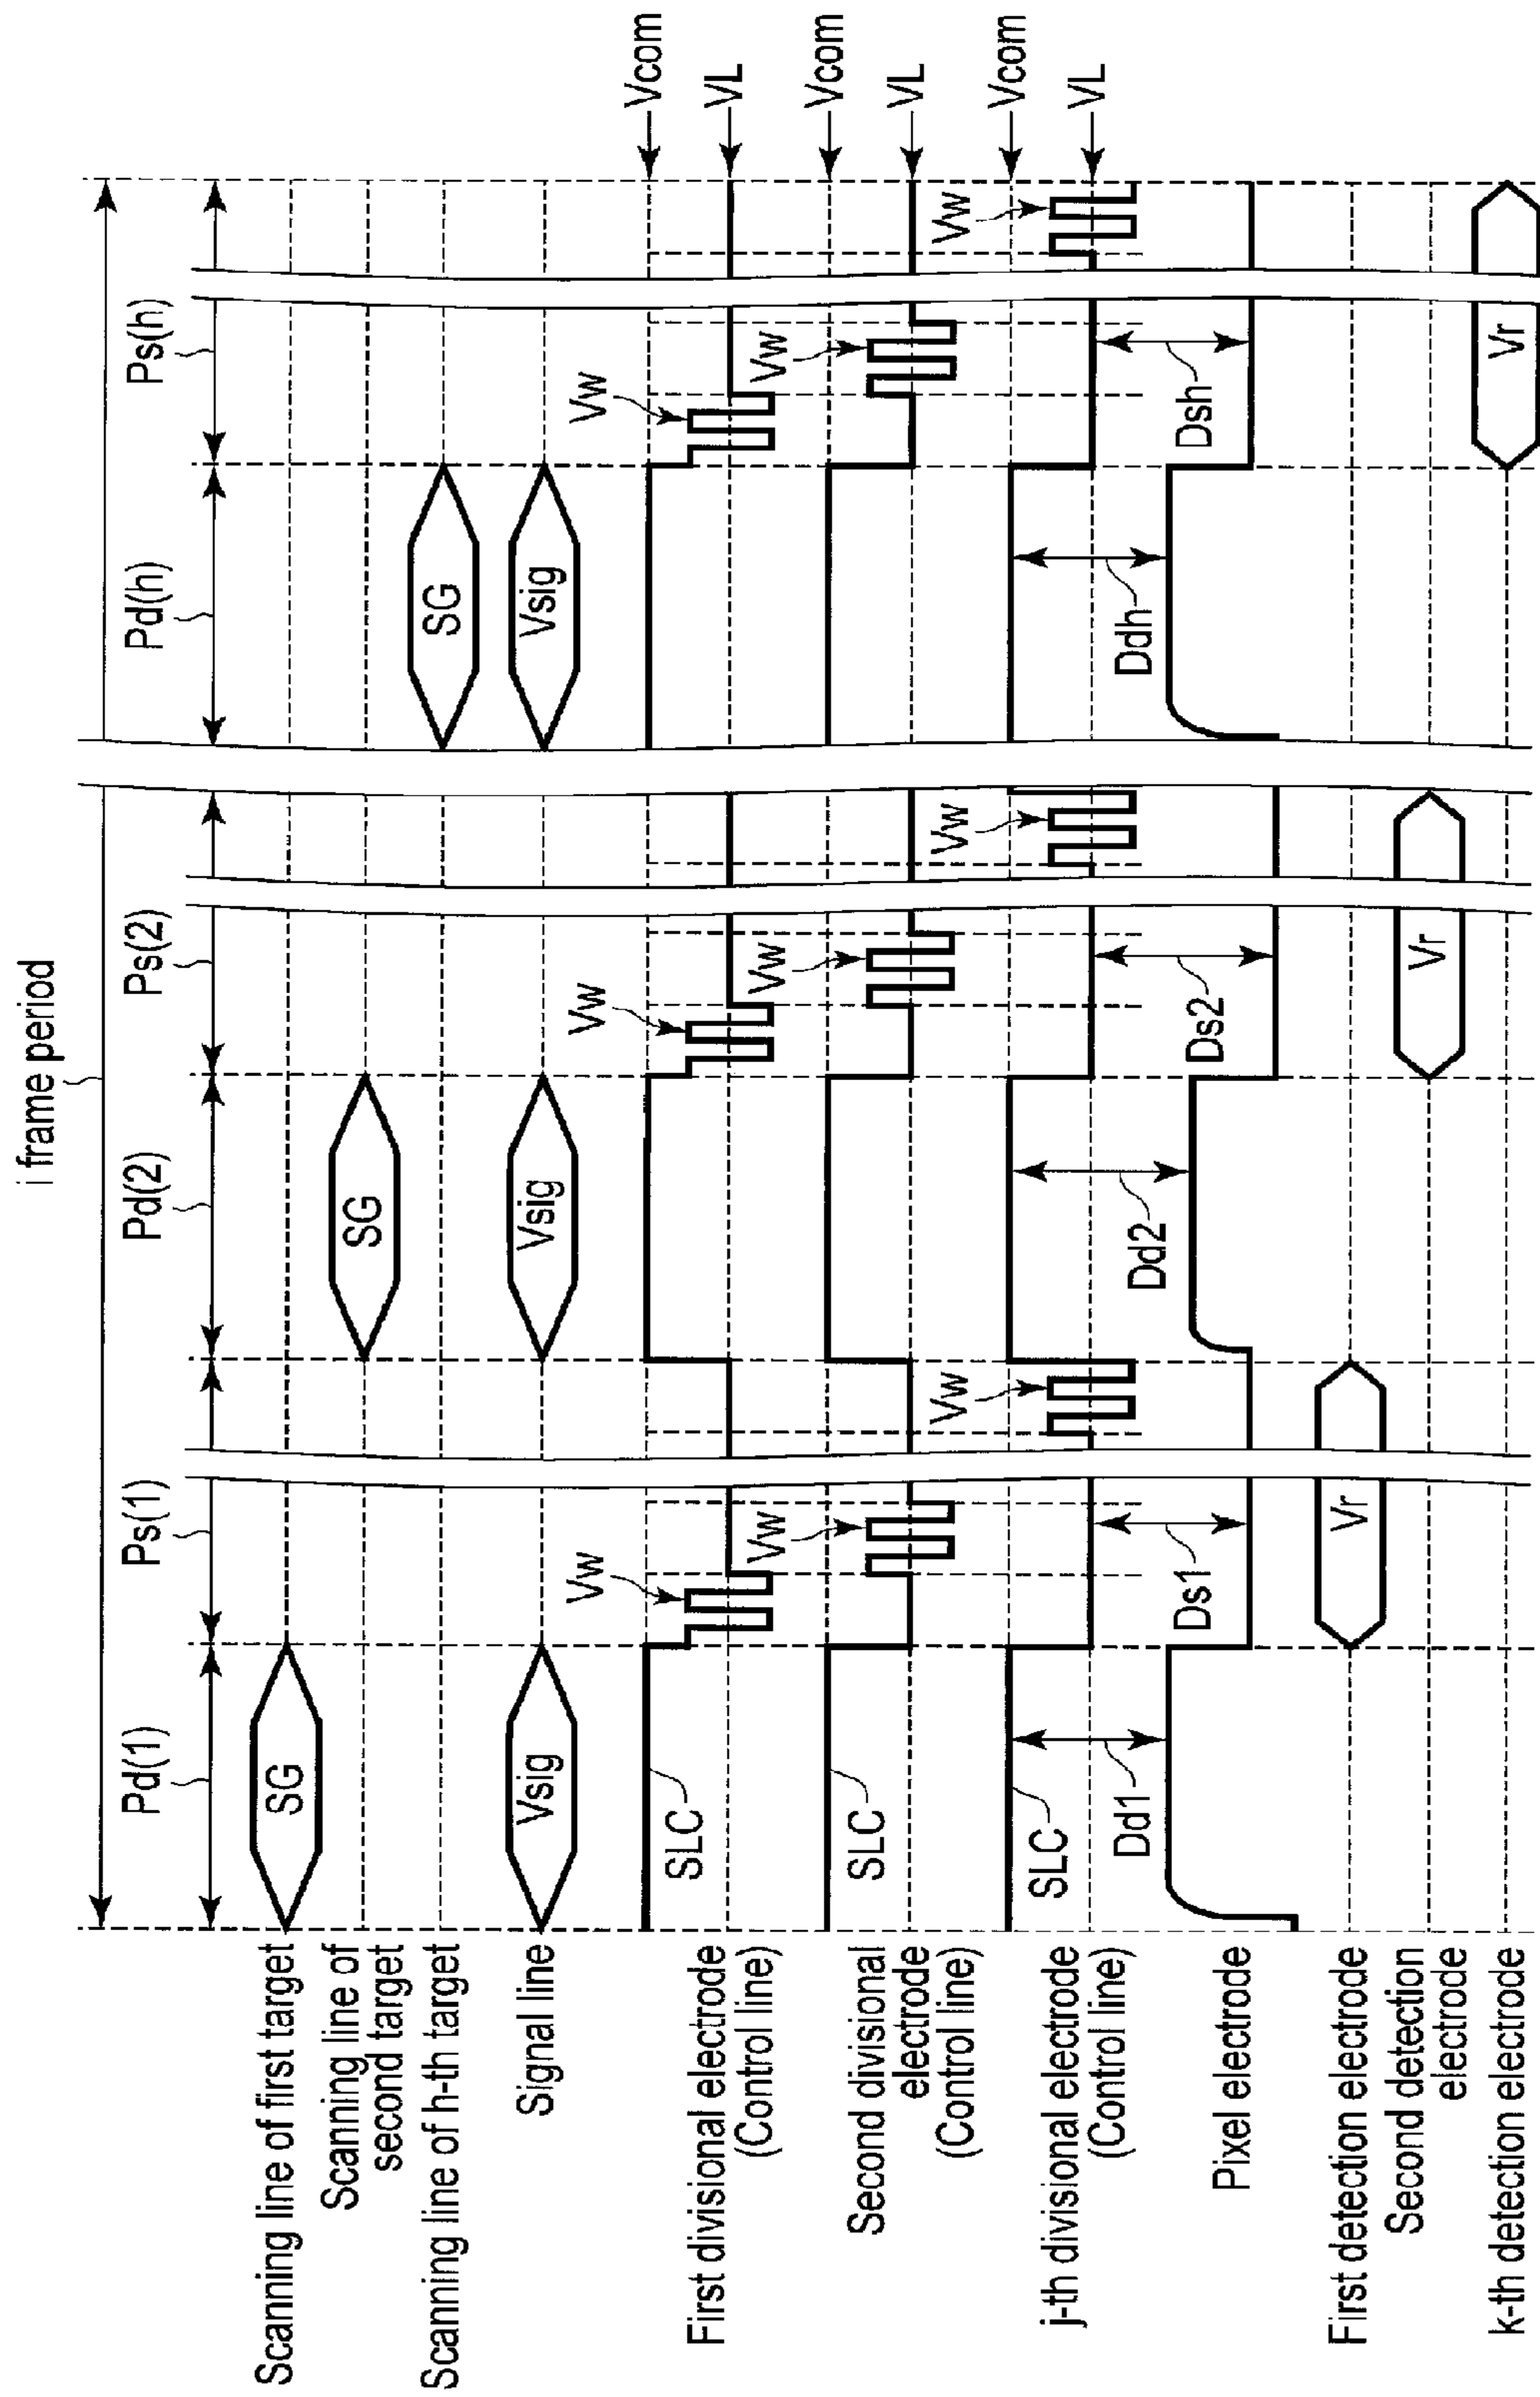 i frame period
Pd(1)
Ps(1)
Pd(2)
Ps(2)
Pd(h)
Ps(h)
Scanning line of first target
SG
Scanning line of
second target
SG
Scanning line of h-th target
SG
Signal line
Vsig
Vsig
Vsig
First divisional electrode
(Control line)
SLC
Vw
Vw
Vw
Vcom
VL
Second divisional
electrode
(Control line)
SLC
Vw
Vw
Vw
Vcom
VL
j-th divisional electrode
(Control line)
SLC
Vw
Vw
Vw
Vcom
VL
Pixel electrode
Dd1
Ds1
Dd2
Ds2
Ddh
Dsh
First detection electrode
Vr
Second detection
electrode
Vr
k-th detection electrode
Vr